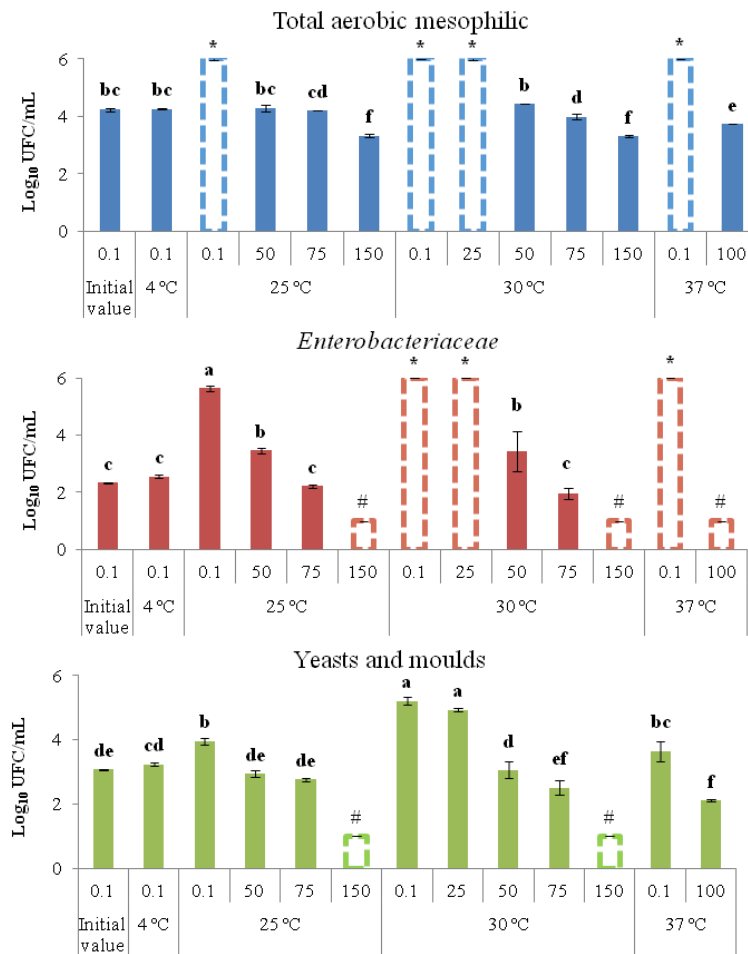 Total aerobic mesophilic
Log10 UFC/mL
6
4
2
0
bc bc * bc cd f * * b d f * e
0.1 0.1 0.1 50 75 150 0.1 25 50 75 150 0.1 100
Initial value 4 ºC 25 ºC 30 ºC 37 ºC
Enterobacteriaceae
Log10 UFC/mL
6
4
2
0
c c a b c # * * b c # * #
0.1 0.1 0.1 50 75 150 0.1 25 50 75 150 0.1 100
Initial value 4 ºC 25 ºC 30 ºC 37 ºC
Yeasts and moulds
Log10 UFC/mL
6
4
2
0
de cd b de de # a a d ef # bc f
0.1 0.1 0.1 50 75 150 0.1 25 50 75 150 0.1 100
Initial value 4 ºC 25 ºC 30 ºC 37 ºC